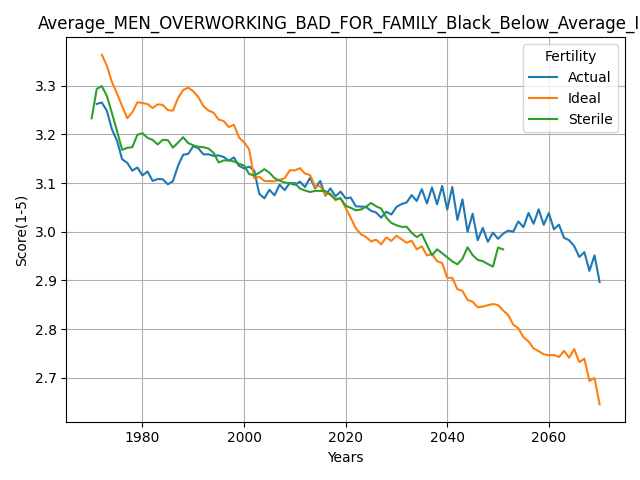 Average_MEN_OVERWORKING_BAD_FOR_FAMILY_Black_Below_Average_I
Fertility
Actual
Ideal
Sterile
3.3
3.2
3.1
3.0
2.9
2.8
2.7
Score(1-5)
1980
2000
2020
2040
2060
Years